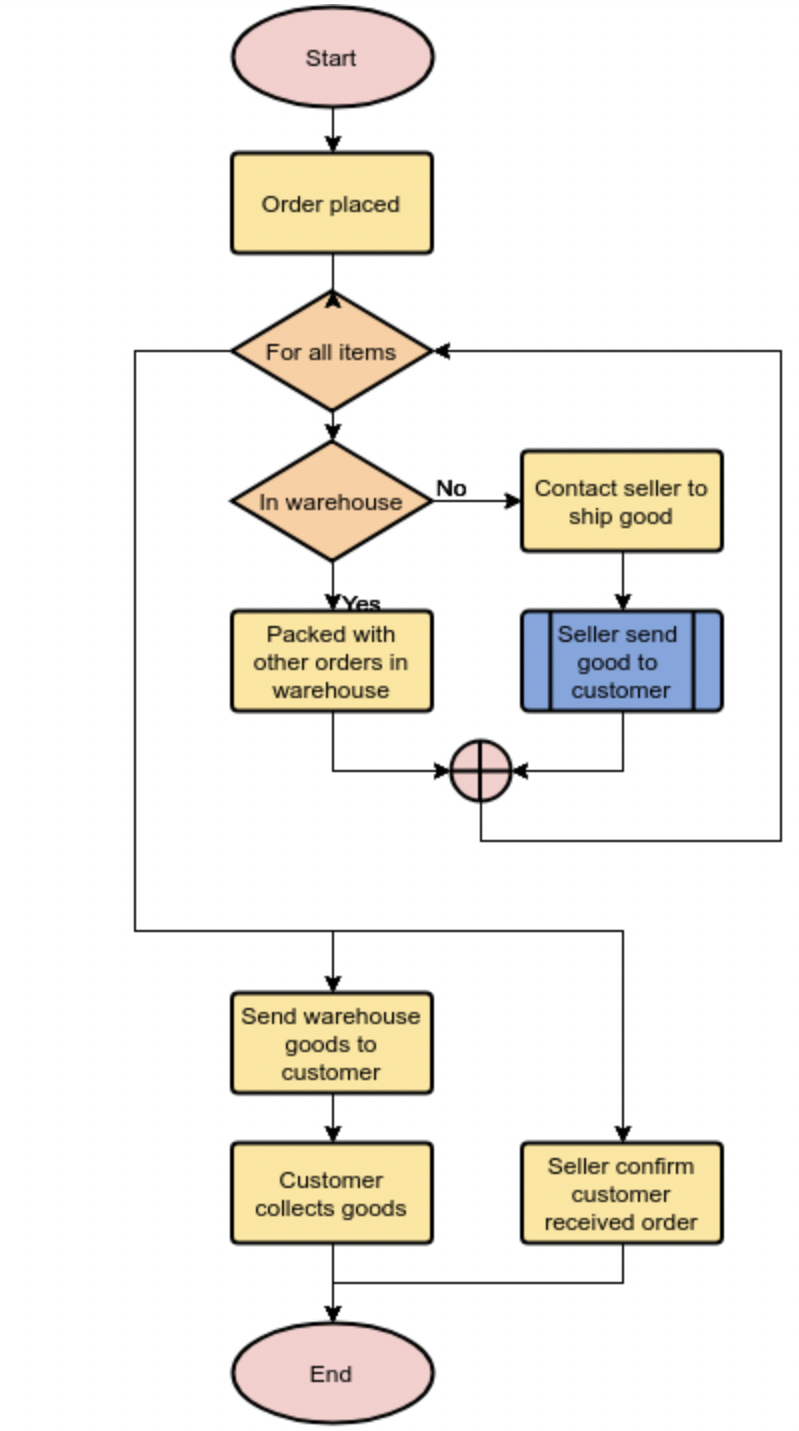 Start
Order placed
For all items
In warehouse
No
Contact seller to
ship good
Yes
Packed with
other orders in
warehouse
Seller send
good to
customer
Send warehouse
goods to
customer
Customer
collects goods
Seller confirm
customer
received order
End